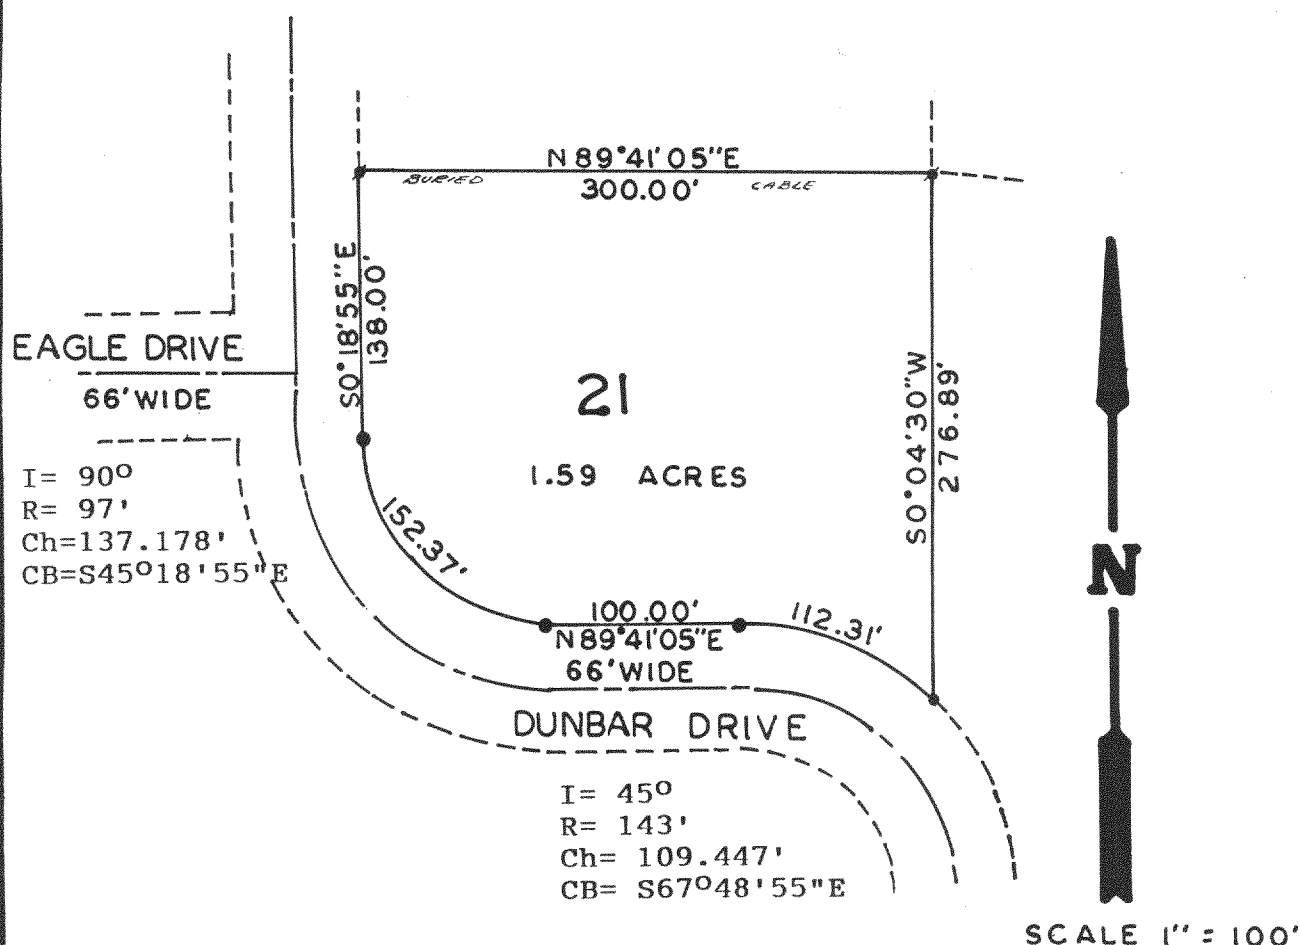 N 89°41'05"E
BURIED
300.00'
CABLE
S0°18'55"E
138.00'
EAGLE DRIVE
66' WIDE
21
1.59 ACRES
S0°04'30"W
276.89'
I= 90°
R= 97'
Ch=137.178'
CB=S45°18'55"E
152.37'
100.00'
N89°41'05"E
112.31'
66' WIDE
DUNBAR DRIVE
N
I= 45°
R= 143'
Ch= 109.447'
CB= S67°48'55"E
SCALE 1" = 100'